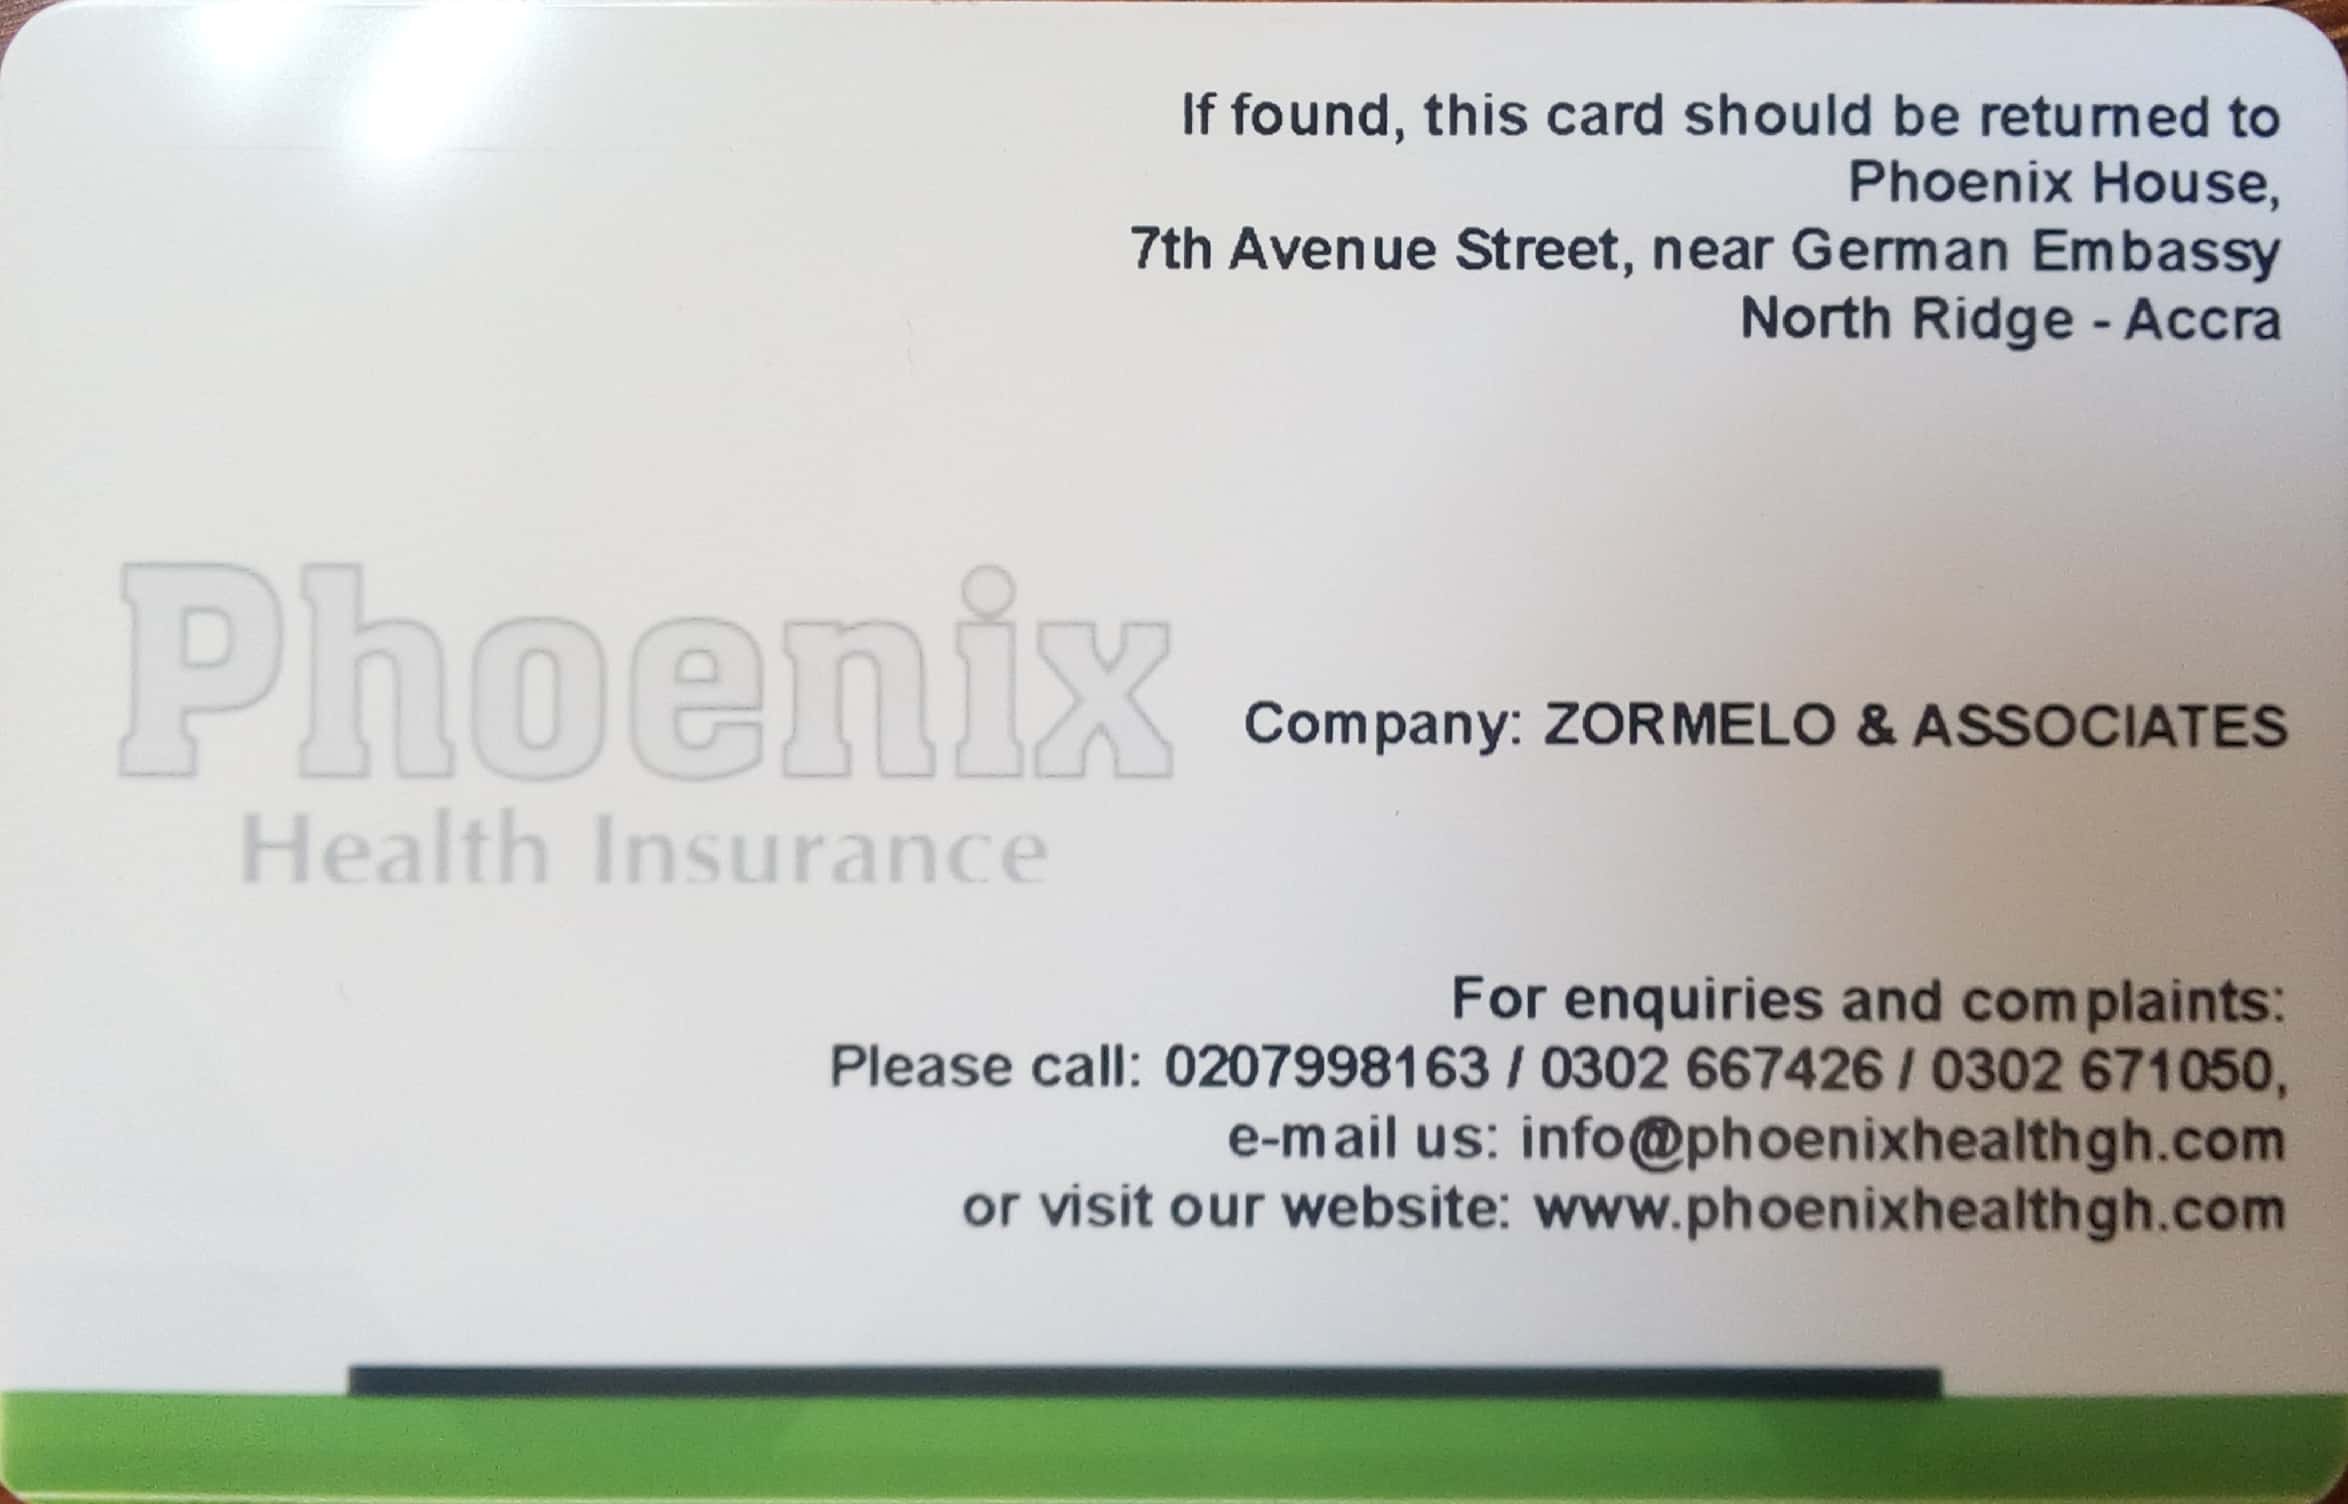 If found, this card should be returned to
Phoenix House,
7th Avenue Street, near German Embassy
North Ridge - Accra
Phoenix
Health Insurance
Company: ZORMELO & ASSOCIATES
For enquiries and complaints:
Please call: 0207998163 / 0302 667426 / 0302 671050,
e-mail us: info@phoenixhealthgh.com
or visit our website: www.phoenixhealthgh.com